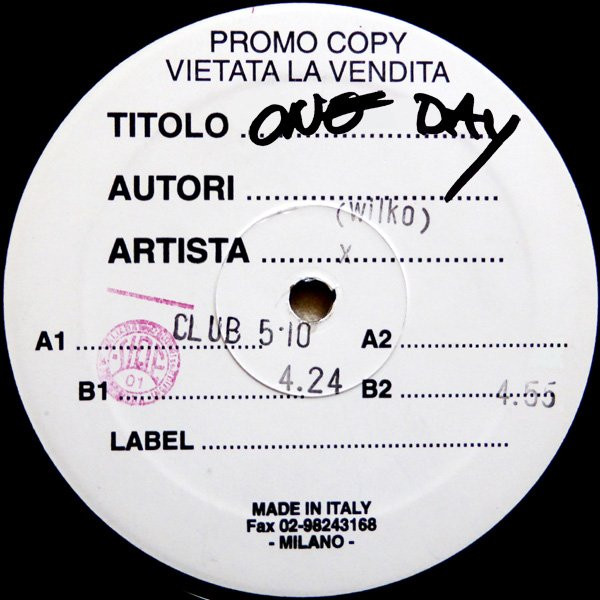 PROMO COPY
VIETATA LA VENDITA
TITOLO ........ ONE DAY
AUTORI ........
(wilko)
ARTISTA ........ x
A1 ........ CLUB 5·10
A2 ........
B1 ........ 4.24
B2 ........ 4.55
01
LABEL ........
MADE IN ITALY
Fax 02-98243168
- MILANO -